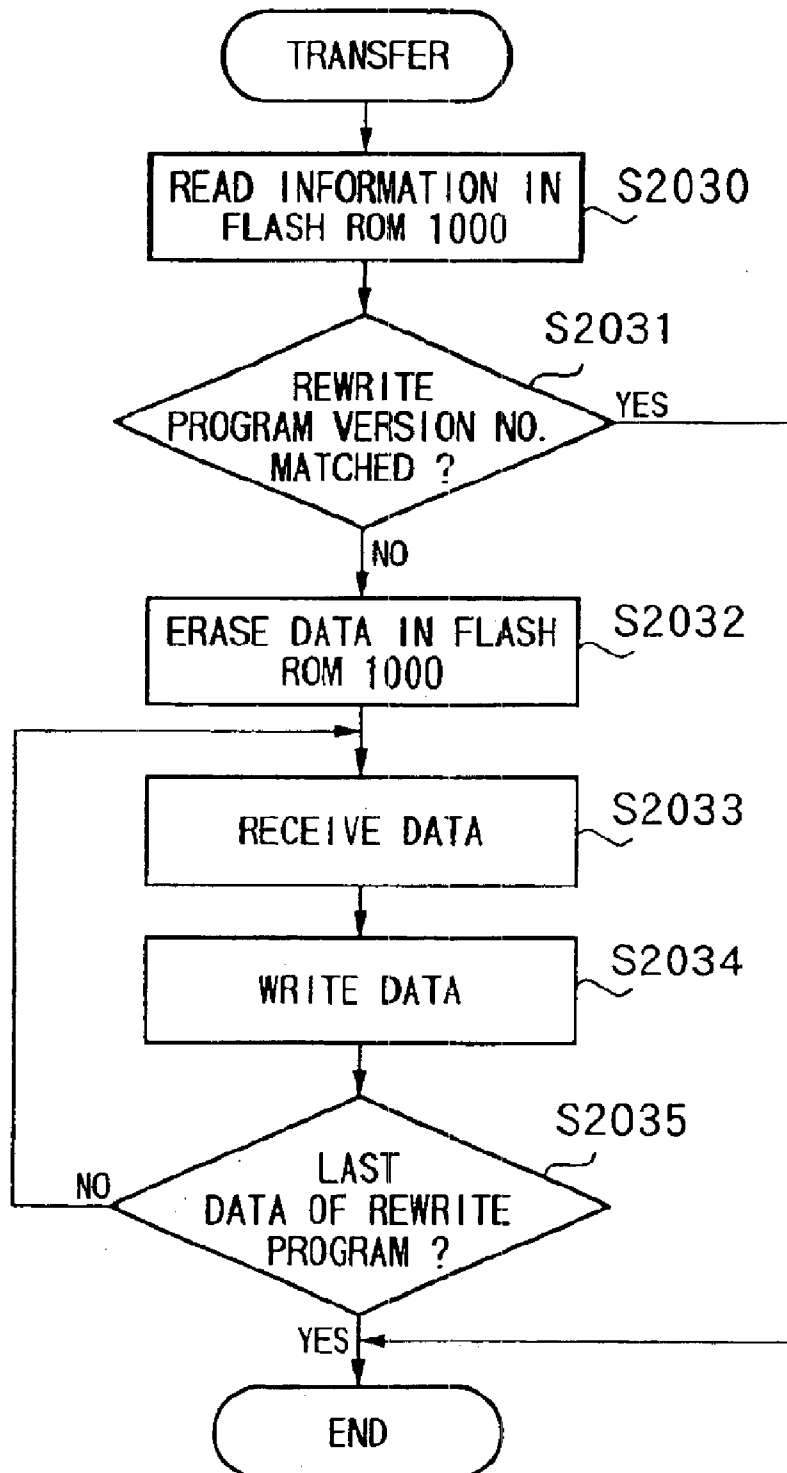 TRANSFER
READ INFORMATION IN
FLASH ROM 1000
S2030
S2031
REWRITE
PROGRAM VERSION NO.
MATCHED ?
YES
NO
ERASE DATA IN FLASH
ROM 1000
S2032
RECEIVE DATA
S2033
WRITE DATA
S2034
S2035
LAST
DATA OF REWRITE
PROGRAM ?
NO
YES
END